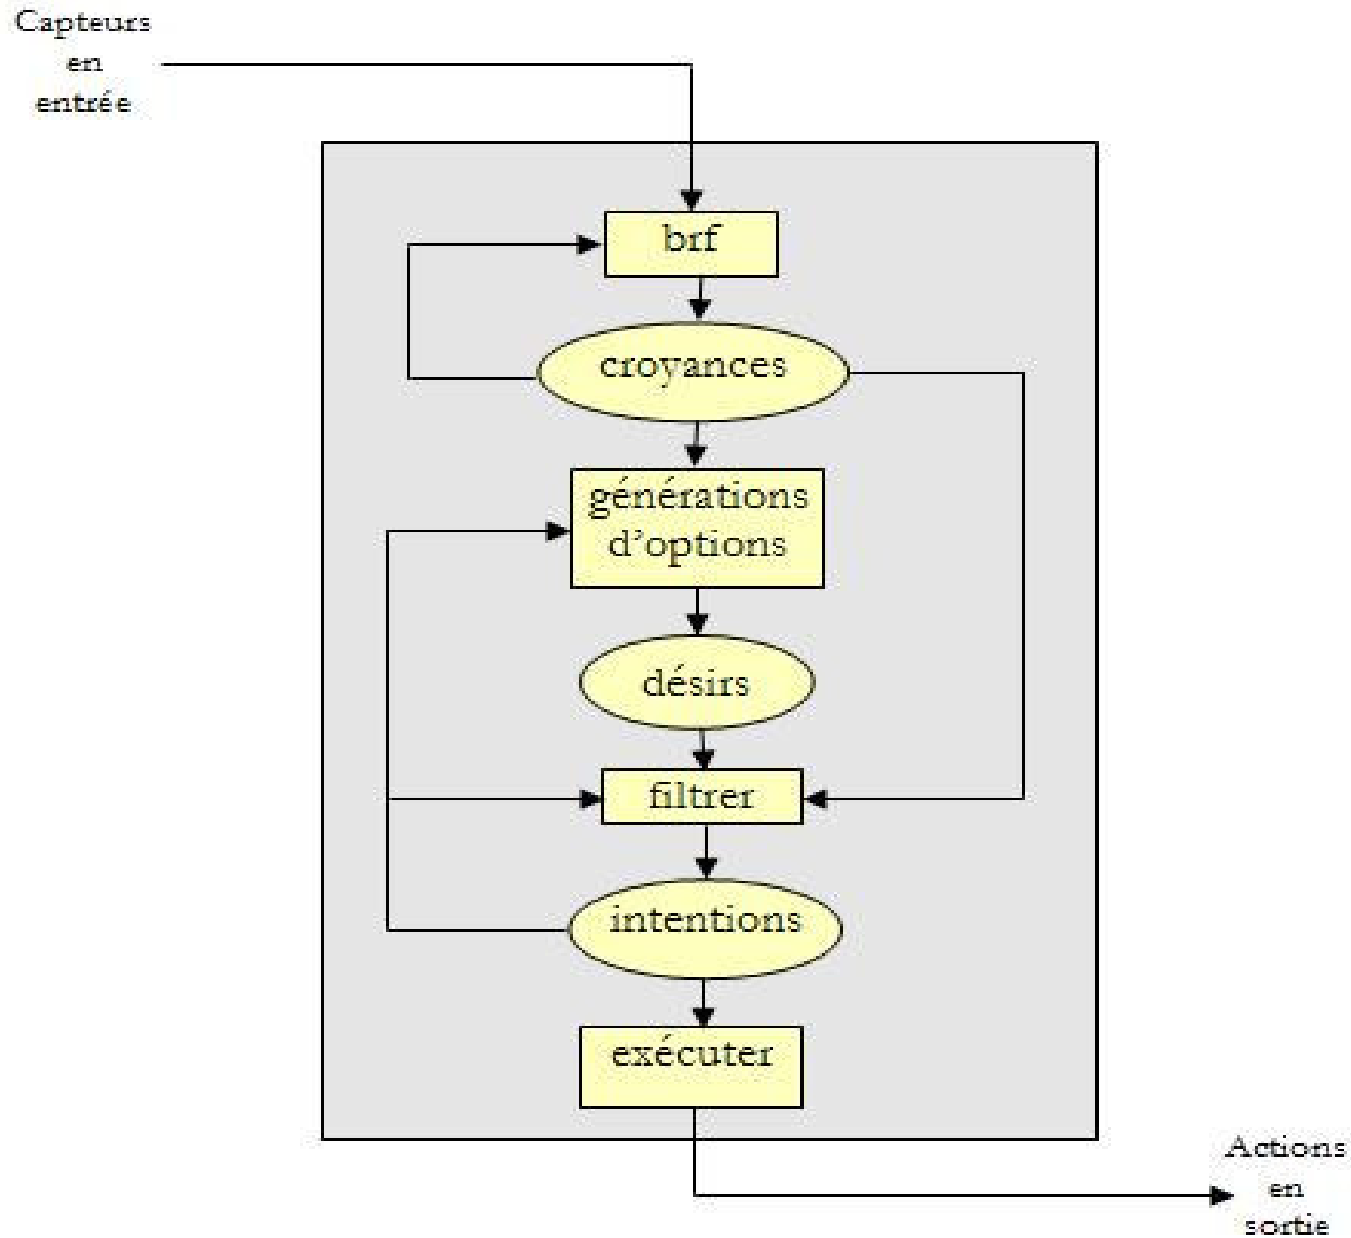 Capteurs
en
entrée
brf
croyances
générations
d'options
désirs
filtrer
intentions
exécuter
Actions
en
sortie